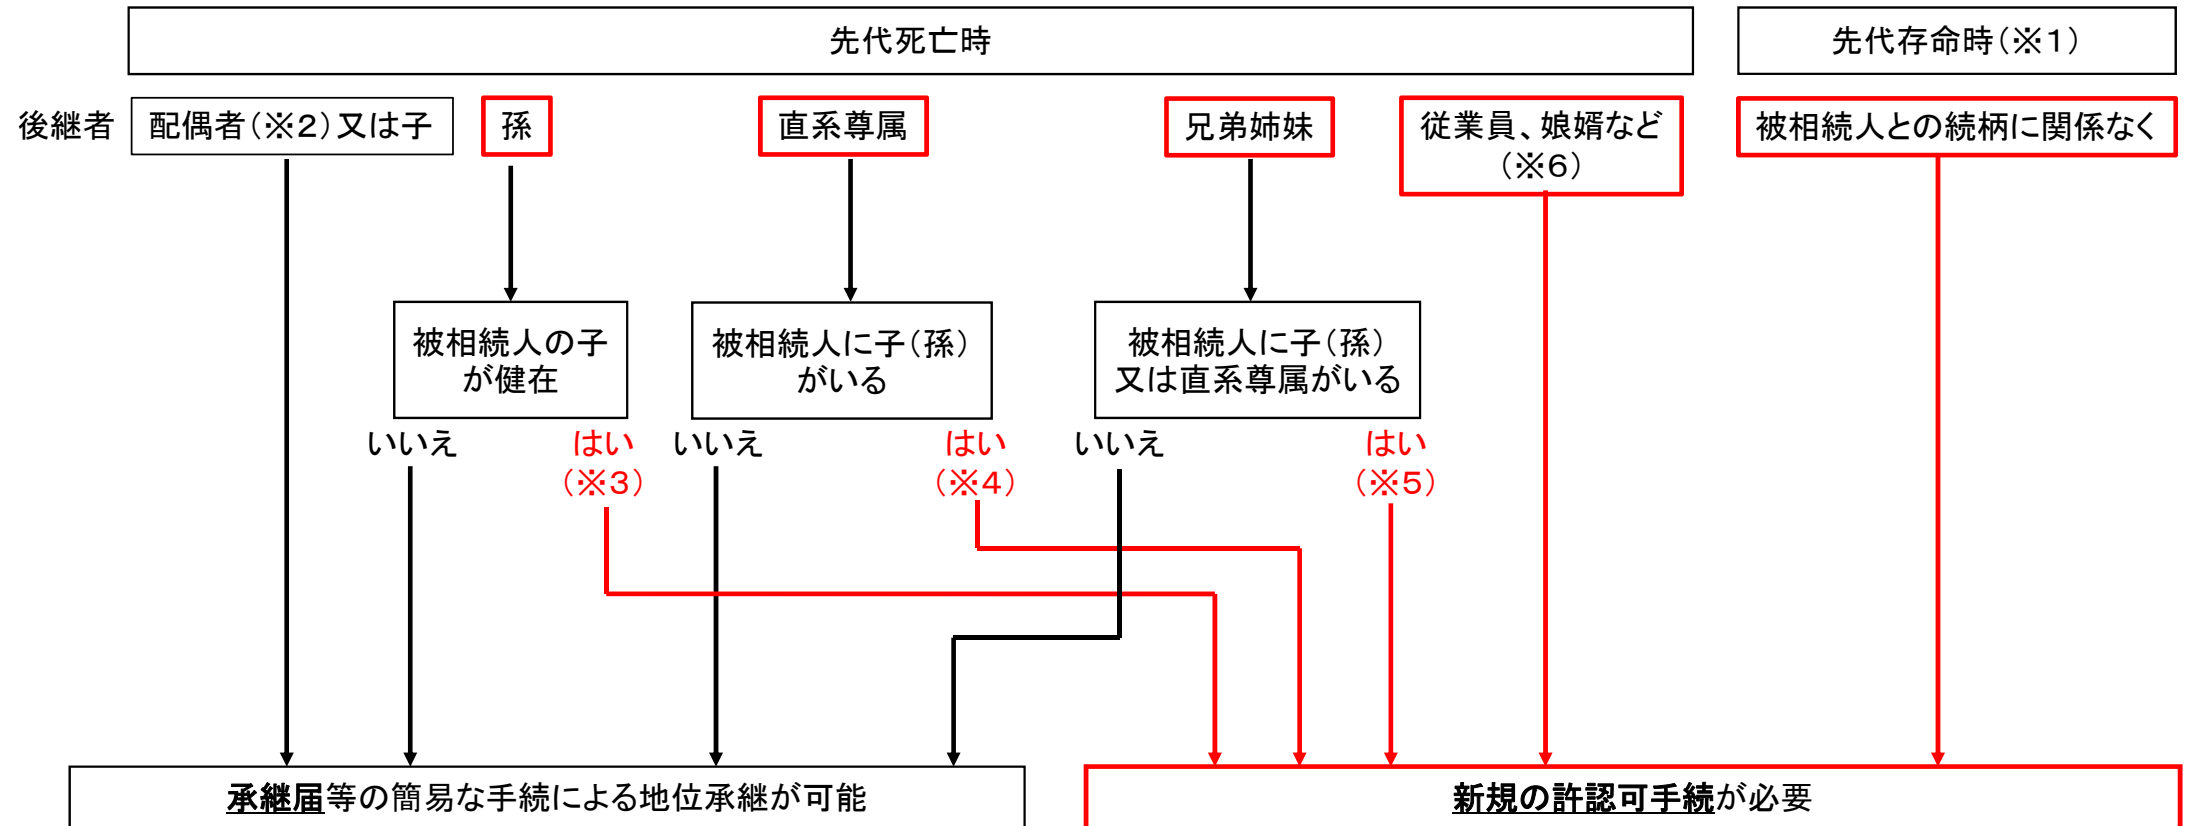 先代死亡時
先代存命時(※1)
後継者
配偶者(※2)又は子
孫
直系尊属
兄弟姉妹
従業員、娘婿など
(※6)
被相続人との続柄に関係なく
被相続人の子
が健在
被相続人に子(孫)
がいる
被相続人に子(孫)
又は直系尊属がいる
いいえ
はい
(※3)
いいえ
はい
(※4)
いいえ
はい
(※5)
承継届等の簡易な手続による地位承継が可能
新規の許認可手続が必要